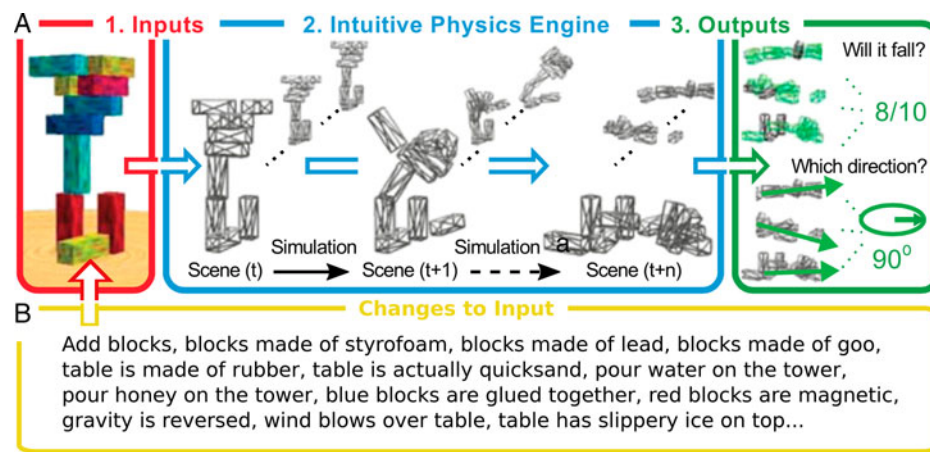 A
1. Inputs
2. Intuitive Physics Engine
3. Outputs
Will it fall?
8/10
Which direction?
90°
Simulation
Simulation
a
Scene (t)
Scene (t+1)
Scene (t+n)
B
Changes to Input
Add blocks, blocks made of styrofoam, blocks made of lead, blocks made of goo,
table is made of rubber, table is actually quicksand, pour water on the tower,
pour honey on the tower, blue blocks are glued together, red blocks are magnetic,
gravity is reversed, wind blows over table, table has slippery ice on top...